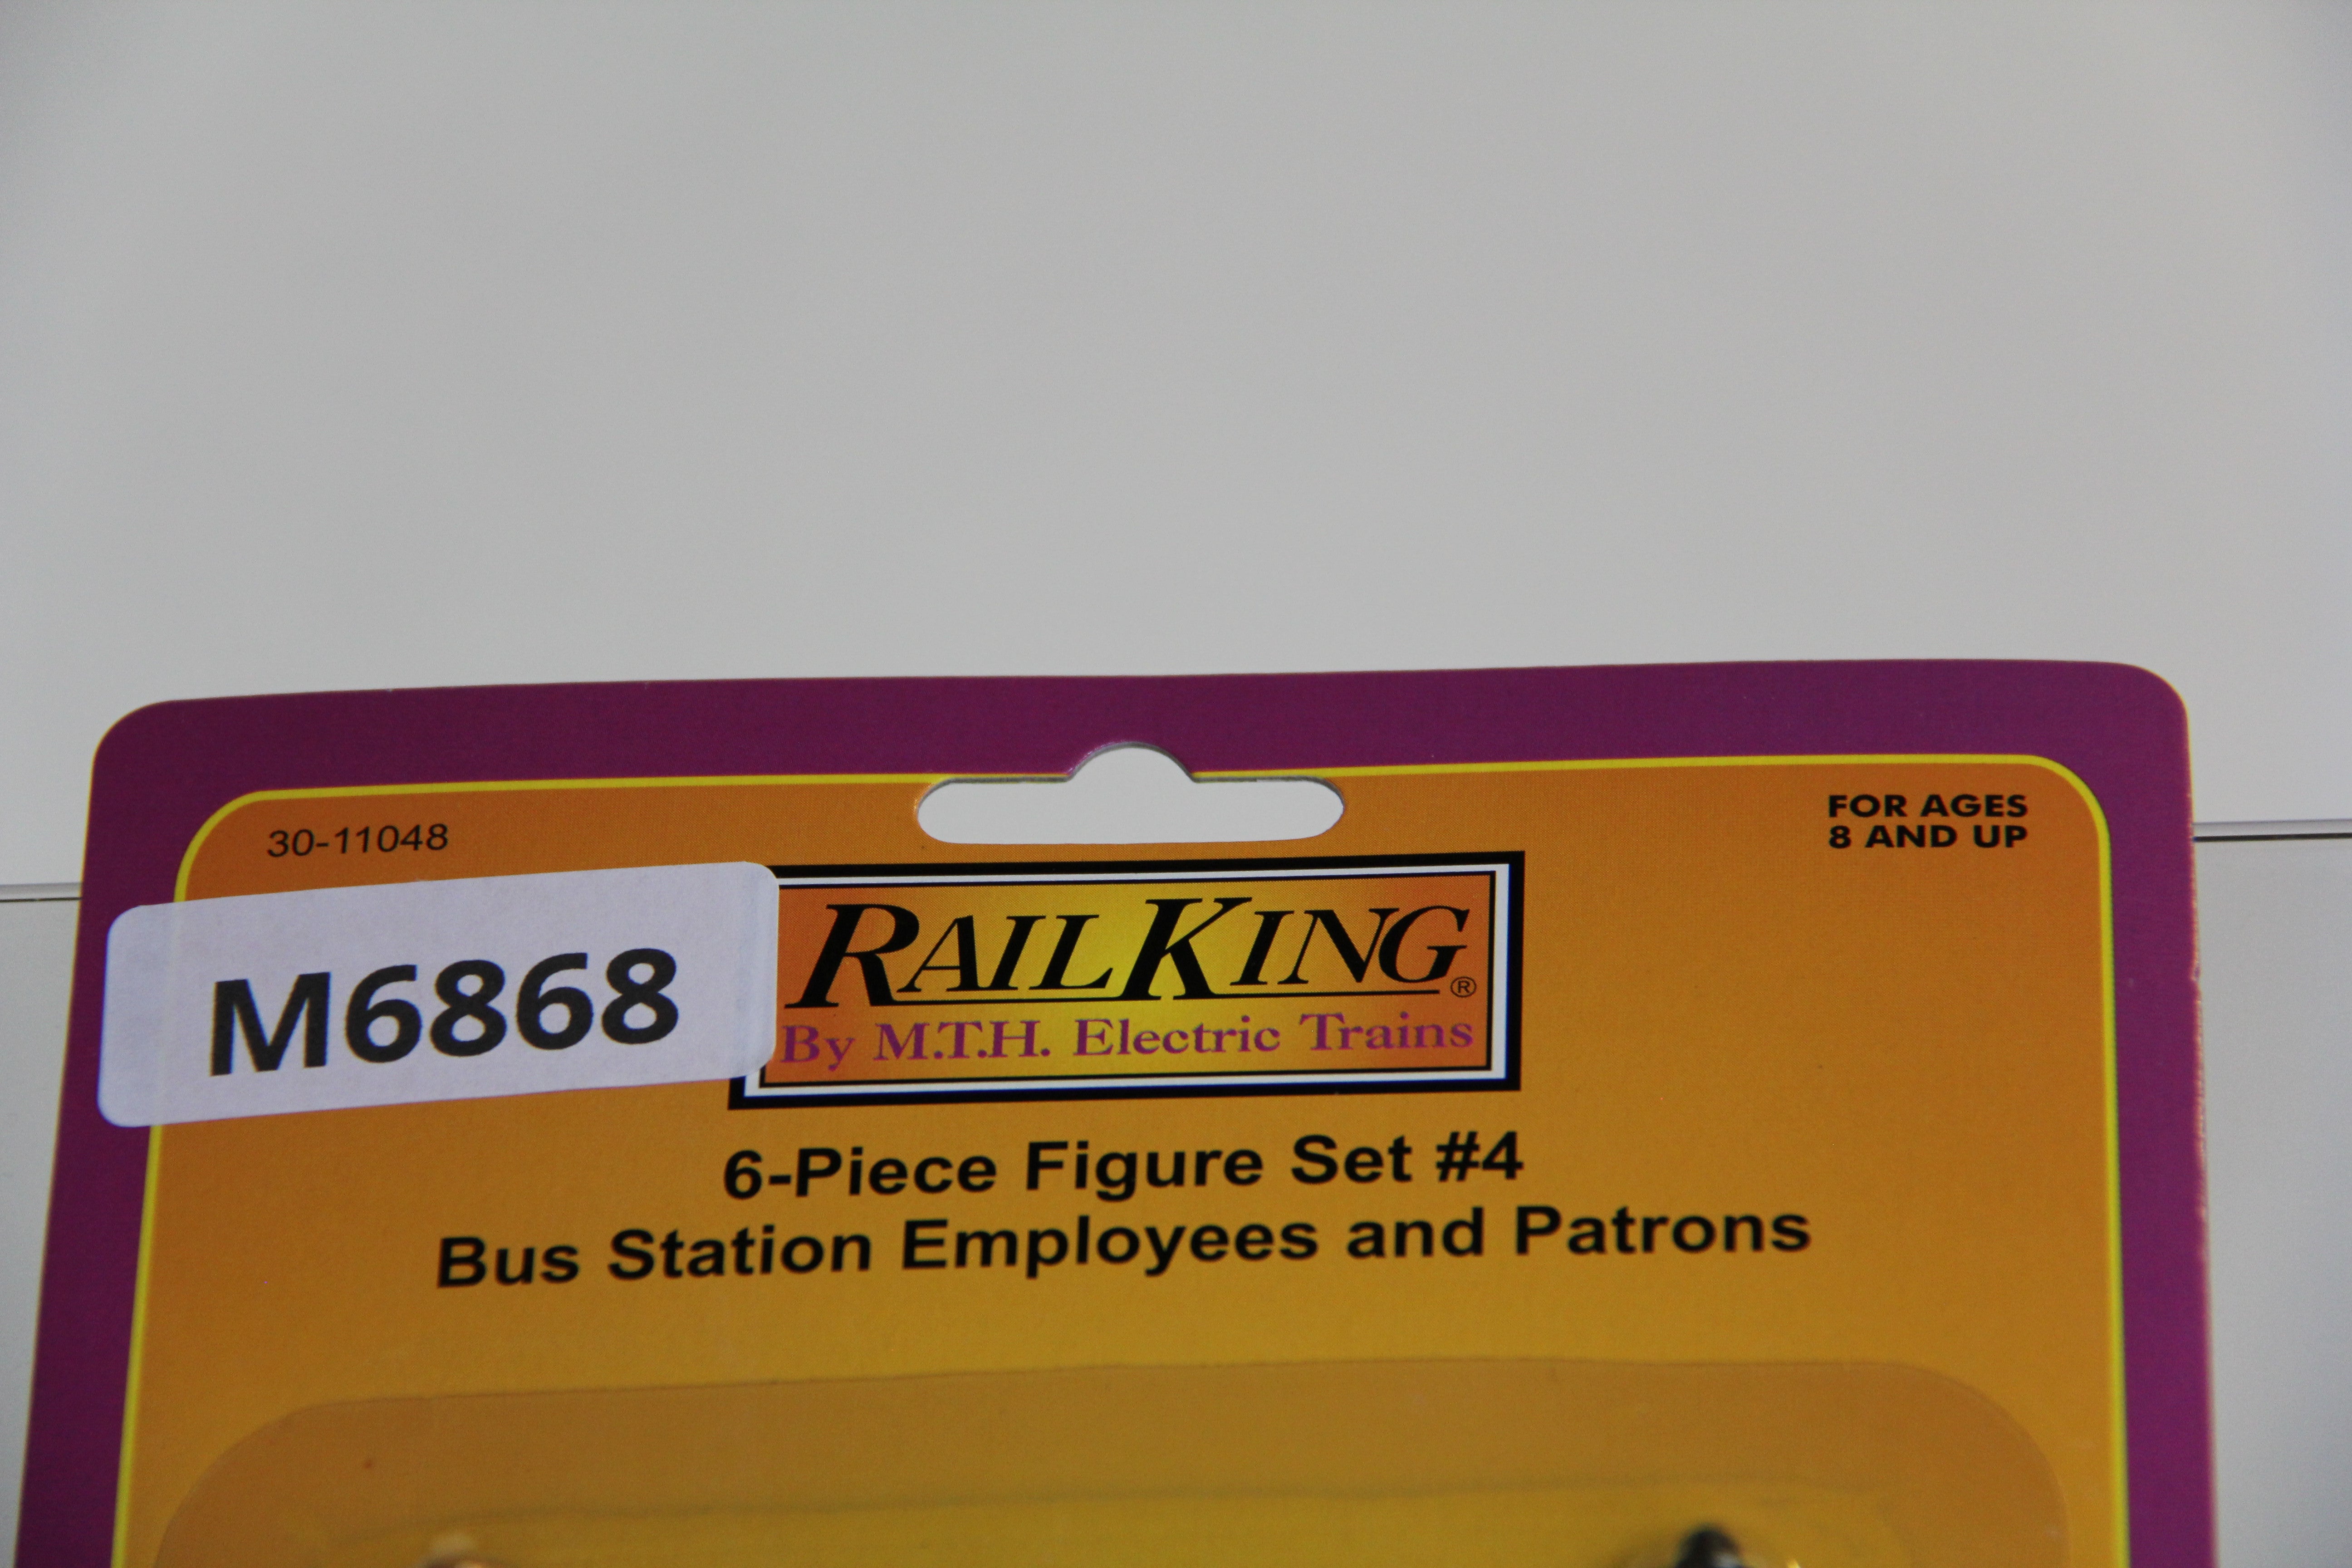 30-11048
FOR AGES
8 AND UP
M6868
RAILKING®
By M.T.H. Electric Trains
6-Piece Figure Set #4
Bus Station Employees and Patrons